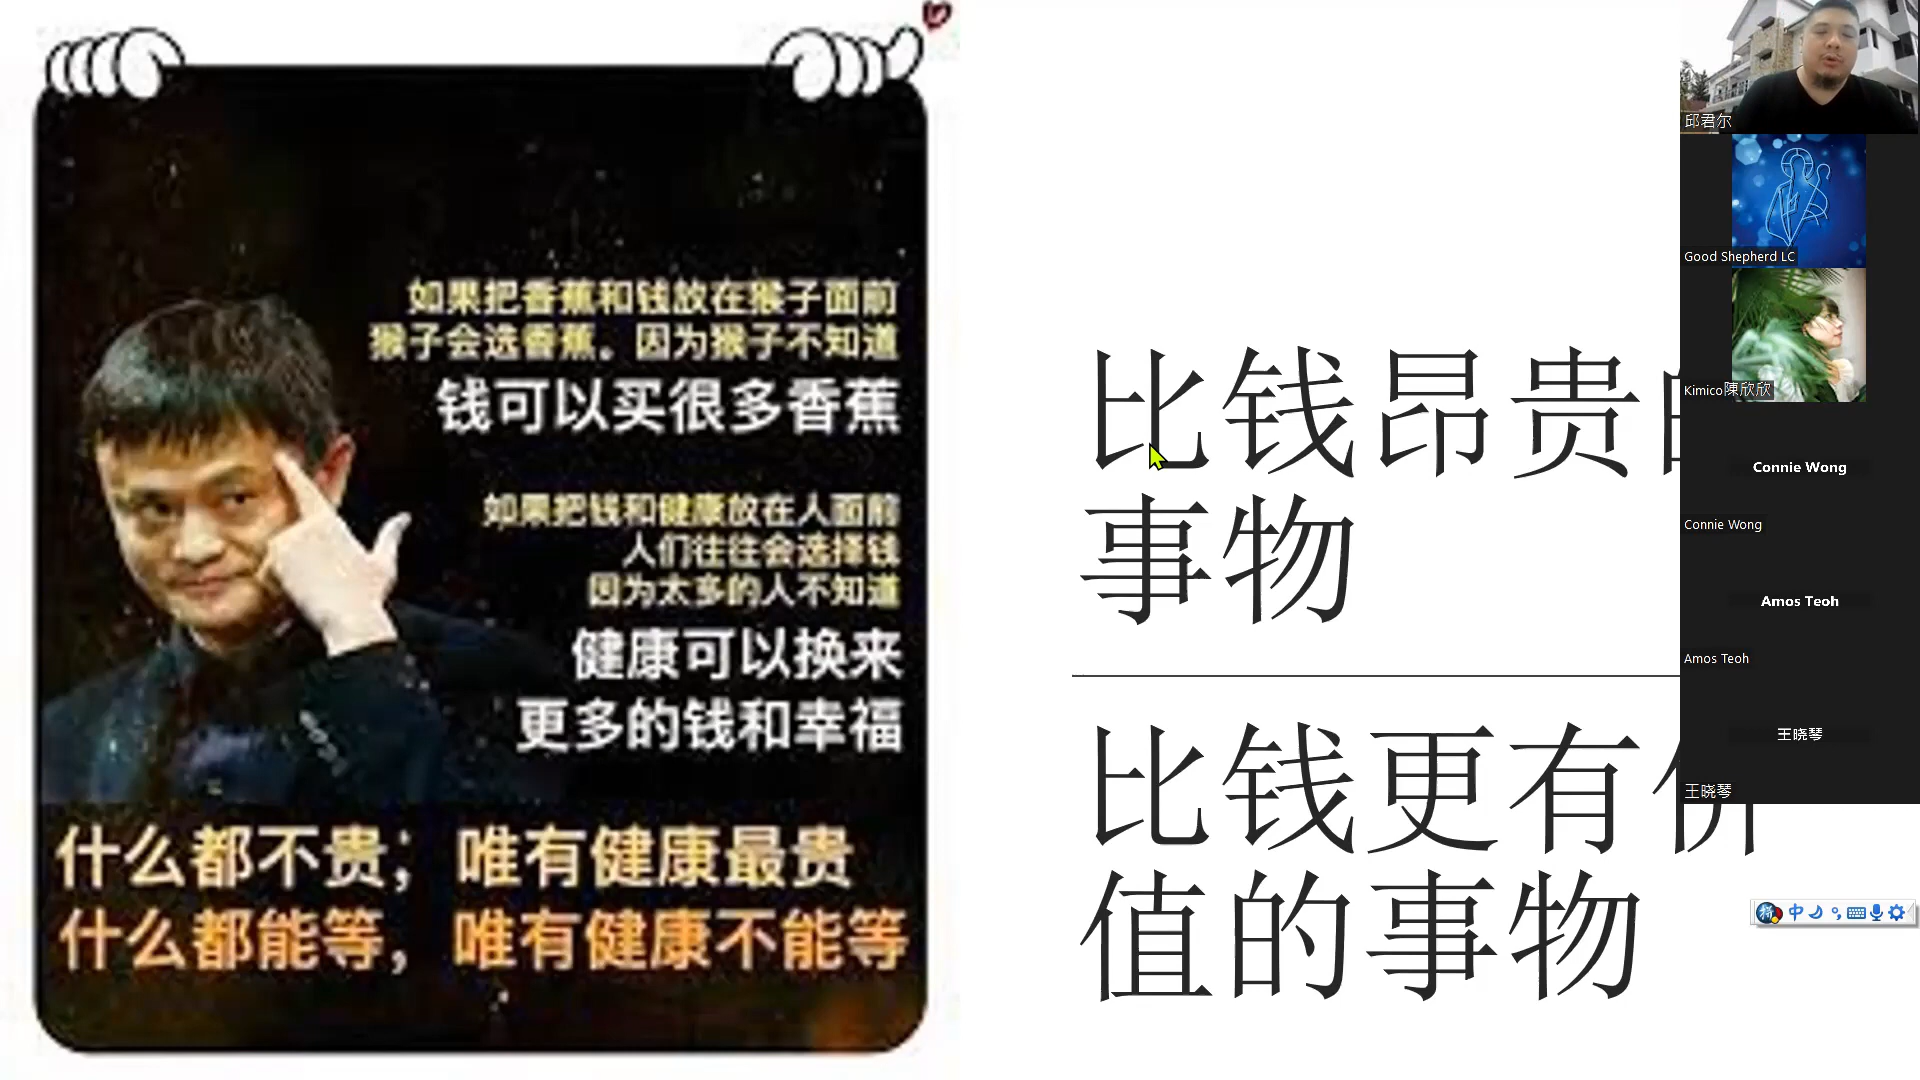 如果把香蕉和钱放在猴子面前
猴子会选香蕉。因为猴子不知道
钱可以买很多香蕉
如果把钱和健康放在人面前
人们往往会选择钱
因为太多的人不知道
健康可以换来
更多的钱和幸福
什么都不贵；唯有健康最贵
什么都能等，唯有健康不能等
比钱昂贵
事物
比钱更有价
值的事物
邱君尔
Good Shepherd LC
Kimico陳欣欣
Connie Wong
Connie Wong
Amos Teoh
Amos Teoh
王晓琴
王晓琴
拼 中